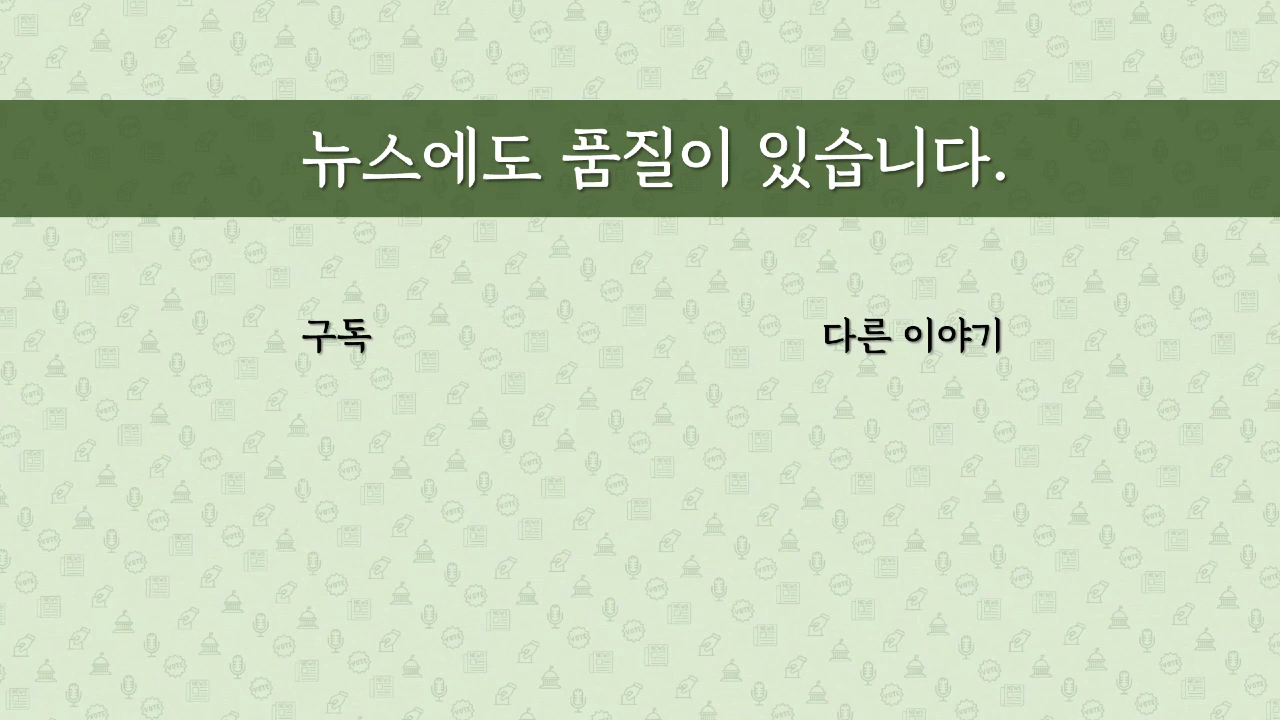 뉴스에도 품질이 있습니다.
구독
다른 이야기